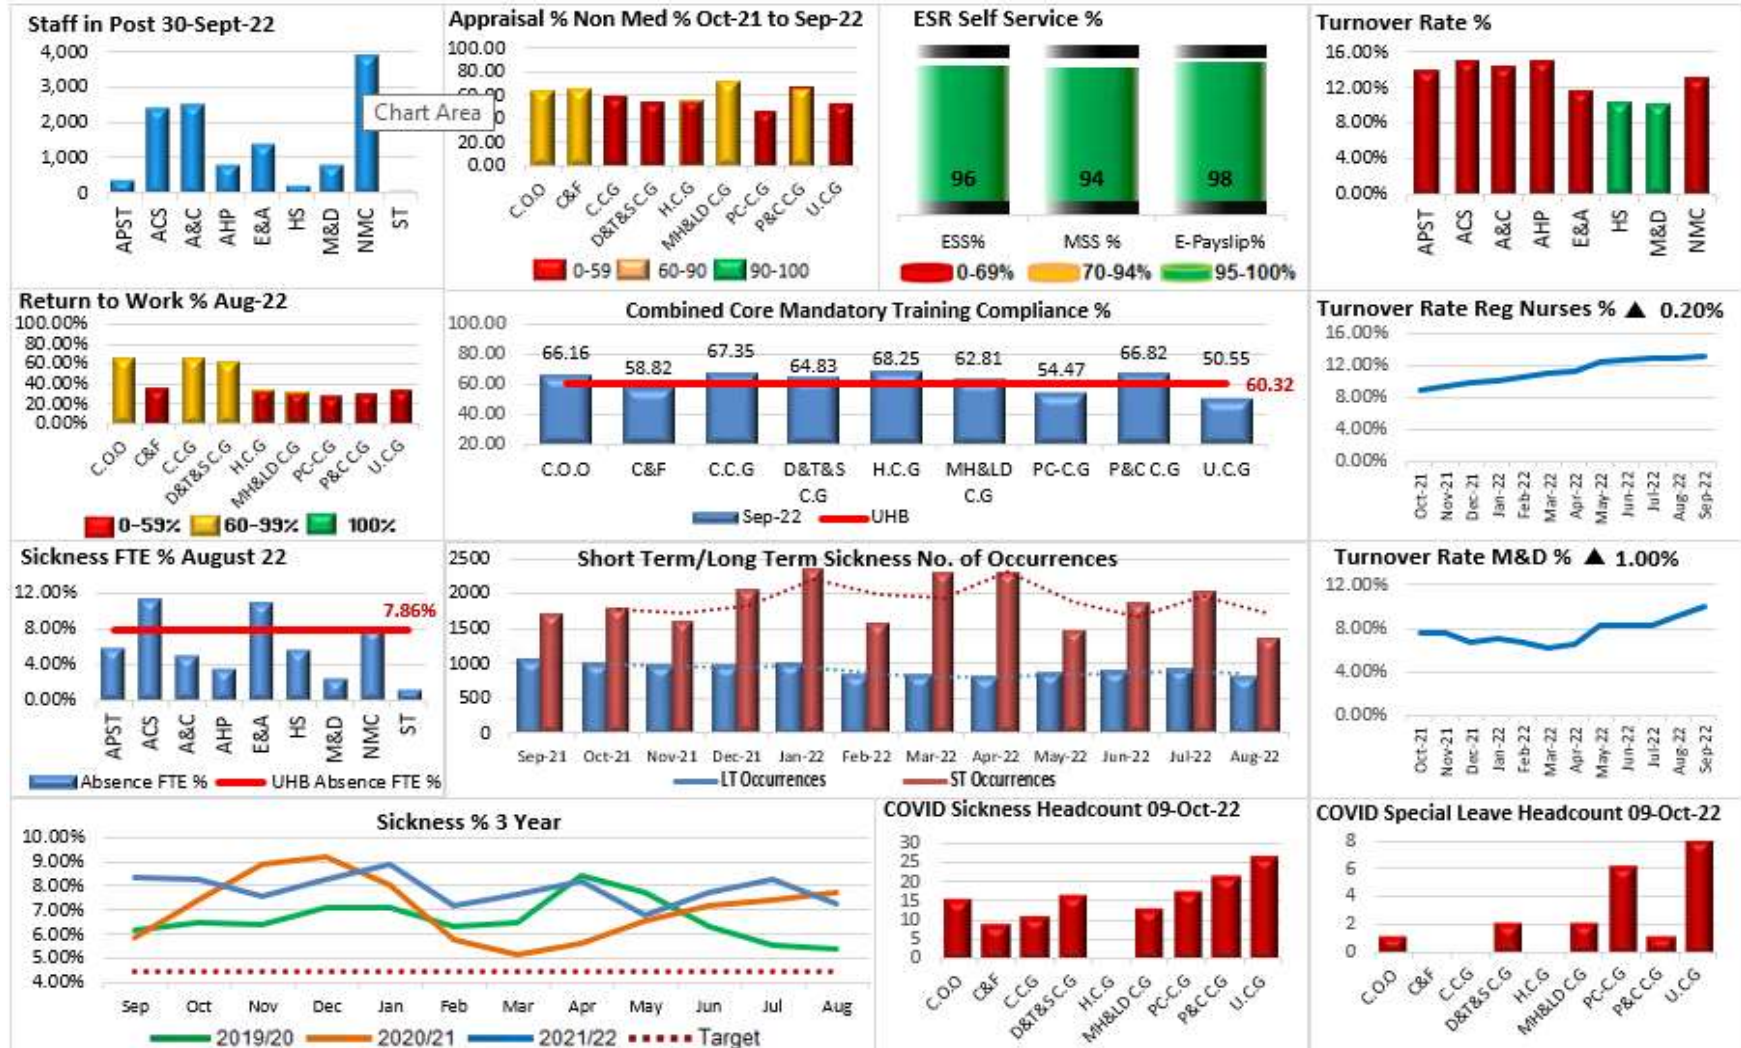 Staff in Post 30-Sept-22
4,000
3,000
2,000
1,000
0
APST
ACS
A&C
AHP
E&A
HS
M&D
NMC
ST
Chart Area
Appraisal % Non Med % Oct-21 to Sep-22
100.00
80.00
60.00
20.00
0.00
C.O.O
C&F
C.C.G
D&T&S C.G
H.C.G
MH&LD C.G
PC-C.G
P&C C.G
U.C.G
0-59
60-90
90-100
ESR Self Service %
96
94
98
ESS%
MSS %
E-Payslip%
0-69%
70-94%
95-100%
Turnover Rate %
16.00%
12.00%
8.00%
4.00%
0.00%
APST
ACS
A&C
AHP
E&A
HS
M&D
NMC
Return to Work % Aug-22
100.00%
80.00%
60.00%
40.00%
20.00%
0.00%
C.O.O
C&F
C.C.G
D&T&S C.G
H.C.G
MH&LD C.G
PC-C.G
P&C C.G
U.C.G
0-59%
60-99%
100%
Combined Core Mandatory Training Compliance %
100.00
80.00
60.00
40.00
20.00
66.16
58.82
67.35
64.83
68.25
62.81
54.47
66.82
50.55
60.32
C.O.O
C&F
C.C.G
D&T&S
C.G
H.C.G
MH&LD
C.G
PC-C.G
P&C C.G
U.C.G
Sep-22
UHB
Turnover Rate Reg Nurses % ▲ 0.20%
16.00%
12.00%
8.00%
4.00%
0.00%
Oct-21
Nov-21
Dec-21
Jan-22
Feb-22
Mar-22
Apr-22
May-22
Jun-22
Jul-22
Aug-22
Sep-22
Sickness FTE % August 22
12.00%
8.00%
4.00%
0.00%
7.86%
APST
ACS
A&C
AHP
E&A
HS
M&D
NMC
ST
Absence FTE %
UHB Absence FTE %
Short Term/Long Term Sickness No. of Occurrences
2500
2000
1500
1000
500
0
Sep-21
Oct-21
Nov-21
Dec-21
Jan-22
Feb-22
Mar-22
Apr-22
May-22
Jun-22
Jul-22
Aug-22
LT Occurrences
ST Occurrences
Turnover Rate M&D % ▲ 1.00%
12.00%
8.00%
4.00%
0.00%
Oct-21
Nov-21
Dec-21
Jan-22
Feb-22
Mar-22
Apr-22
May-22
Jun-22
Jul-22
Aug-22
Sep-22
Sickness % 3 Year
10.00%
9.00%
8.00%
7.00%
6.00%
5.00%
4.00%
Sep
Oct
Nov
Dec
Jan
Feb
Mar
Apr
May
Jun
Jul
Aug
2019/20
2020/21
2021/22
Target
COVID Sickness Headcount 09-Oct-22
30
25
20
15
10
5
0
C.O.O
C&F
C.C.G
D&T&S C.G
H.C.G
MH&LD C.G
PC-C.G
P&C C.G
U.C.G
COVID Special Leave Headcount 09-Oct-22
8
6
4
2
0
C.O.O
C&F
C.C.G
D&T&S C.G
H.C.G
MH&LD C.G
PC-C.G
P&C C.G
U.C.G